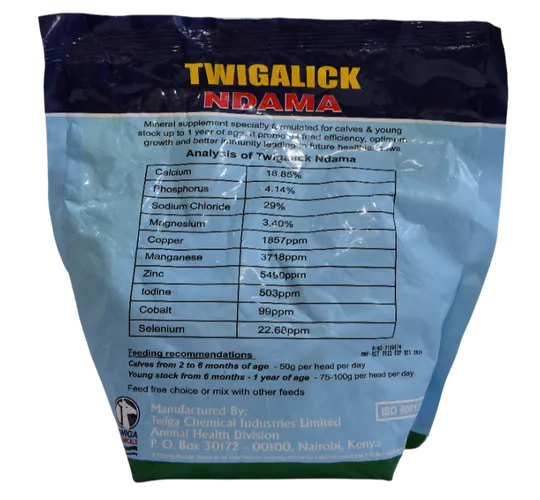 TWIGALICK
NDAMA
Mineral supplement specially formulated for calves & young
stock up to 1 year of age. It promotes feed efficiency, optimum
growth and better immunity leading to future healthier cows
Analysis of Twigalick Ndama
Calcium 18.85%
Phosphorus 4.14%
Sodium Chloride 29%
Magnesium 3.40%
Copper 1857ppm
Manganese 3718ppm
Zinc 5450ppm
Iodine 503ppm
Cobalt 99ppm
Selenium 22.68ppm
Feeding recommendations
Calves from 2 to 6 months of age - 50g per head per day
Young stock from 6 months - 1 year of age - 75-100g per head per day
Feed free choice or mix with other feeds
Manufactured By:
Twiga Chemical Industries Limited
Animal Health Division
P. O. Box 30172 - 00100, Nairobi, Kenya
ISO 9001